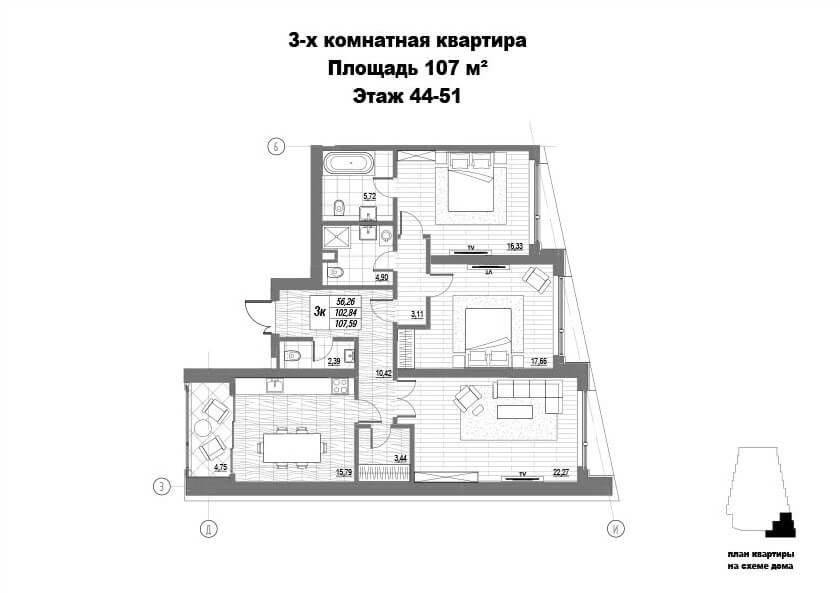 3-х комнатная квартира
Площадь 107 м²
Этаж 44-51
Б
5,72
16,33
TV
4,90
TV
3к
56,26
102,84
107,59
3,11
17,66
2,39
10,42
4,75
15,79
3,44
TV
22,27
З
Д
И
план квартиры
на схеме дома